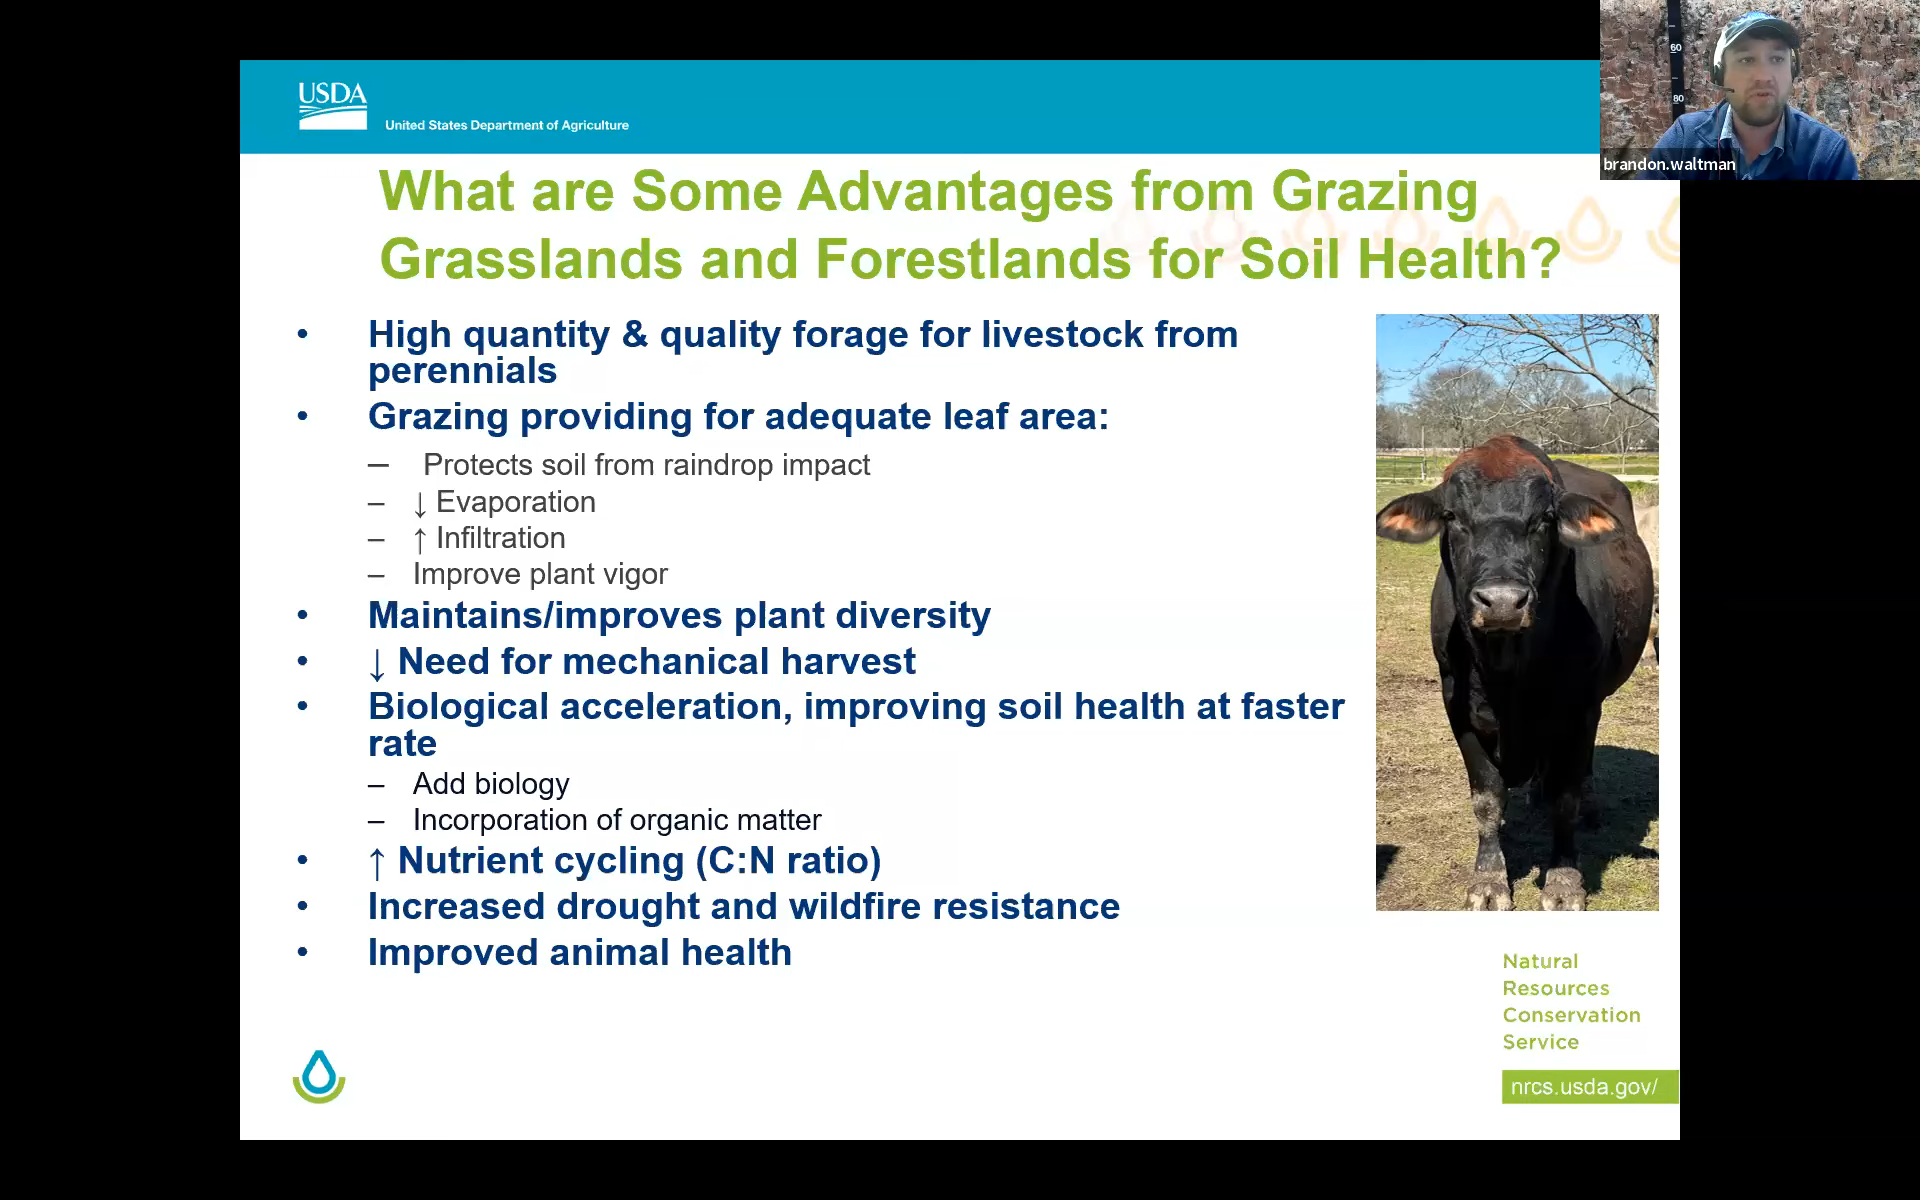 USDA
United States Department of Agriculture
60
80
brandon.waltman
What are Some Advantages from Grazing
Grasslands and Forestlands for Soil Health?
• High quantity & quality forage for livestock from
perennials
• Grazing providing for adequate leaf area:
– Protects soil from raindrop impact
– ↓ Evaporation
– ↑ Infiltration
– Improve plant vigor
• Maintains/improves plant diversity
• ↓ Need for mechanical harvest
• Biological acceleration, improving soil health at faster
rate
– Add biology
– Incorporation of organic matter
• ↑ Nutrient cycling (C:N ratio)
• Increased drought and wildfire resistance
• Improved animal health
Natural
Resources
Conservation
Service
nrcs.usda.gov/